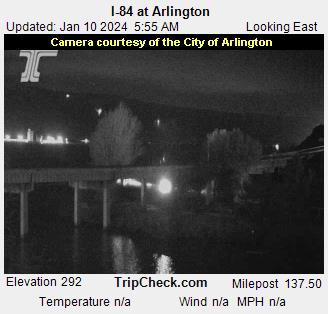 I-84 at Arlington
Updated: Jan 10 2024 5:55 AM Looking East
Camera courtesy of the City of Arlington
Elevation 292 TripCheck.com Milepost 137.50
Temperature n/a Wind n/a MPH n/a